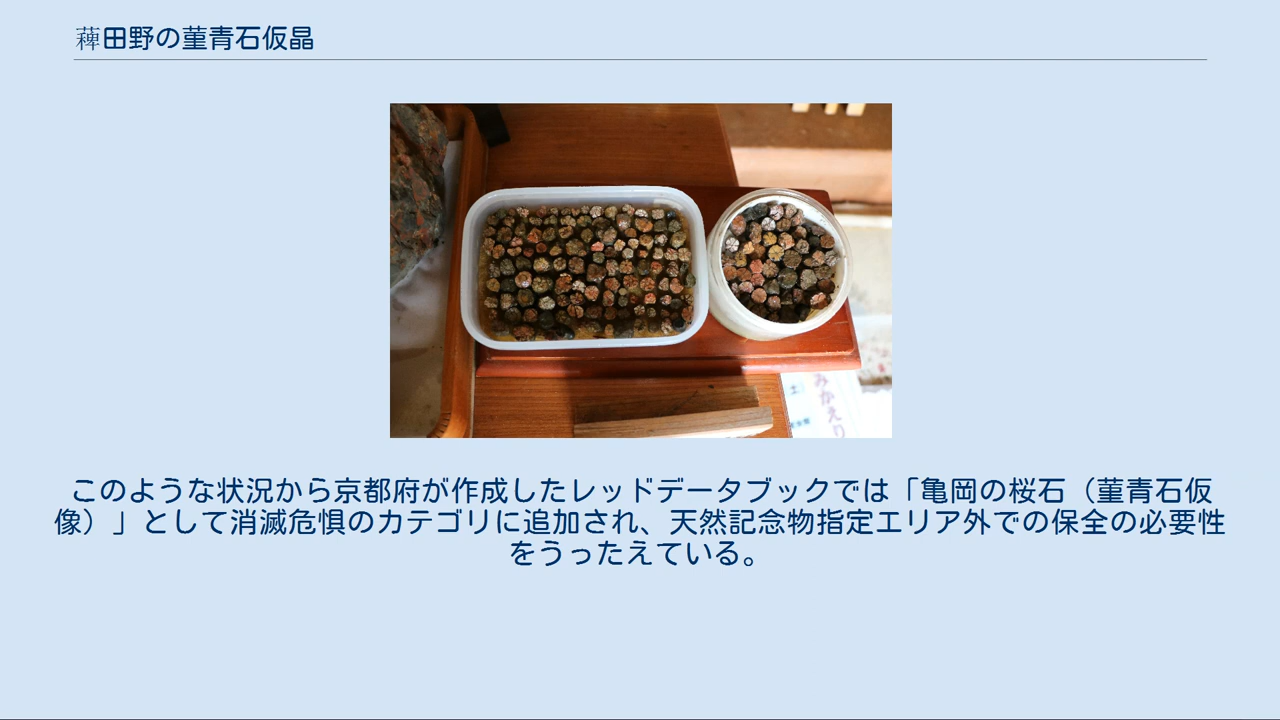 薭田野の菫青石仮晶
みかえり
このような状況から京都府が作成したレッドデータブックでは「亀岡の桜石（菫青石仮
像）」として消滅危惧のカテゴリに追加され、天然記念物指定エリア外での保全の必要性
をうったえている。